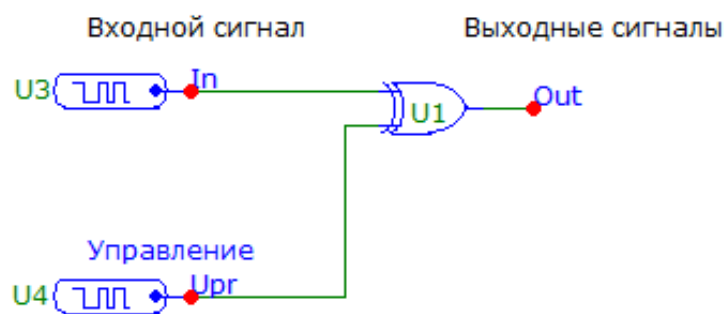 Входной сигнал Выходные сигналы
U3 In
U1 Out
Управление
U4 Upr